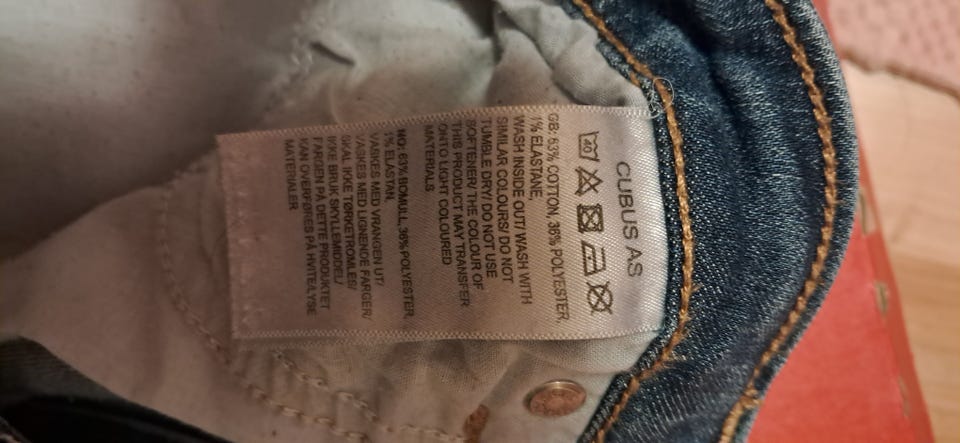 CUBUS AS
40
GB: 63% COTTON, 36% POLYESTER,
1% ELASTANE,
WASH INSIDE OUT/ WASH WITH
SIMILAR COLOURS/ DO NOT
TUMBLE DRY/ DO NOT USE
SOFTENER/ THE COLOUR OF
THIS PRODUCT MAY TRANSFER
ONTO LIGHT COLOURED
MATERIALS
NO: 63% BOMULL, 36% POLYESTER,
1% ELASTAN,
VASKES MED VRANGEN UT/
VASKES MED LIGNENDE FARGER/
SKAL IKKE TØRKETROMLES/
IKKE BRUK SKYLLEMIDDEL/
FARGEN PÅ DETTE PRODUKTET
KAN OVERFØRES PÅ HVITE/LYSE
MATERIALER